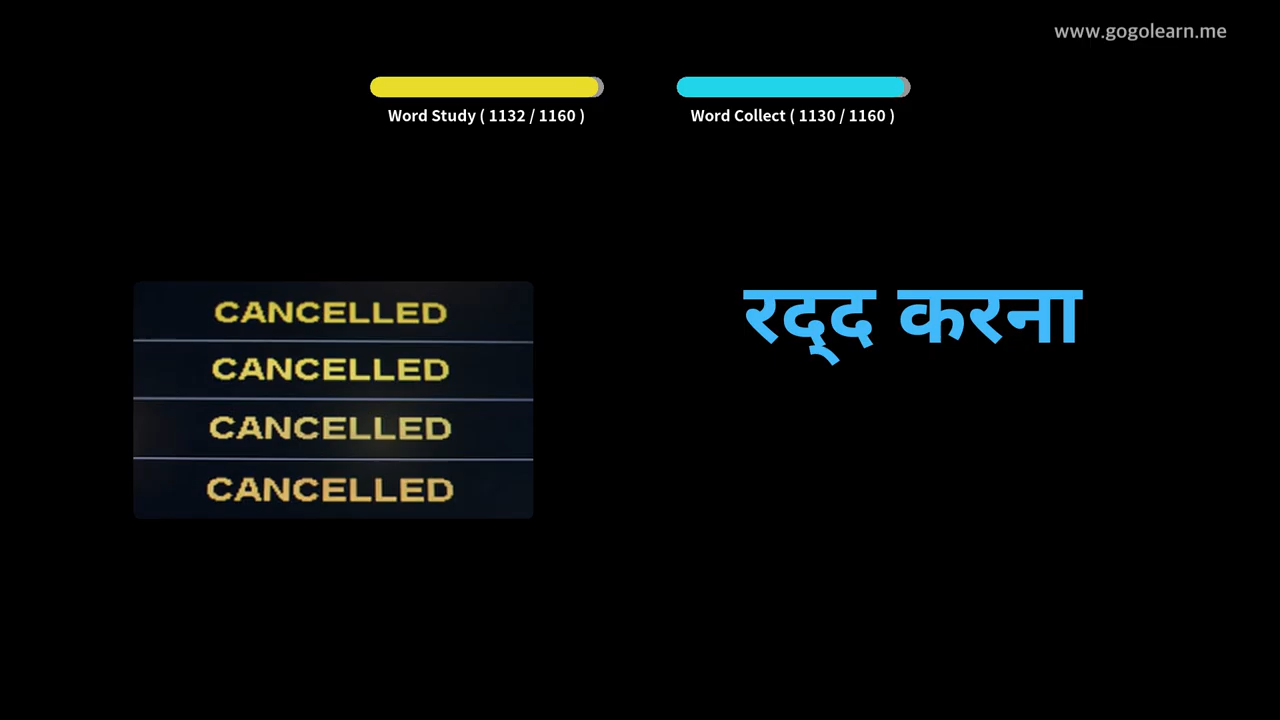 www.gogolearn.me
Word Study ( 1132 / 1160 )
Word Collect ( 1130 / 1160 )
CANCELLED
CANCELLED
CANCELLED
CANCELLED
रद्‌द करना